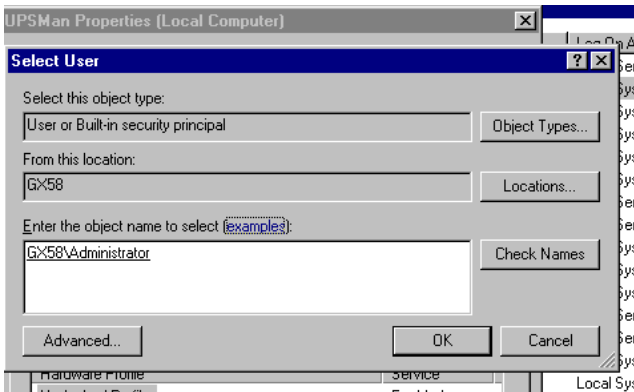 UPSMan Properties (Local Computer)
Log On A
Select User
Select this object type:
User or Built-in security principal
Object Types...
From this location:
GX58
Locations...
Enter the object name to select (examples):
GX58\Administrator
Check Names
Advanced...
OK
Cancel
Hardware Profile
Service
Local Sys